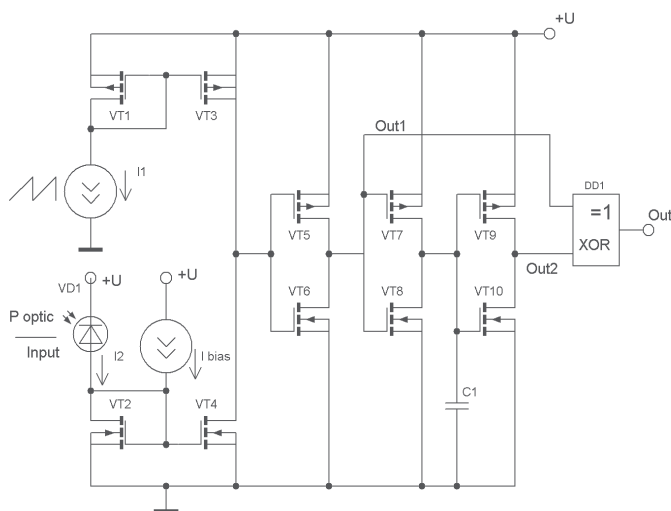 +U
VT1
VT3
I1
Out1
DD1
=1
XOR
Out
VT5
VT7
VT9
Out2
VD1
+U
+U
P optic
Input
I2
I bias
VT6
VT8
VT10
VT2
VT4
C1